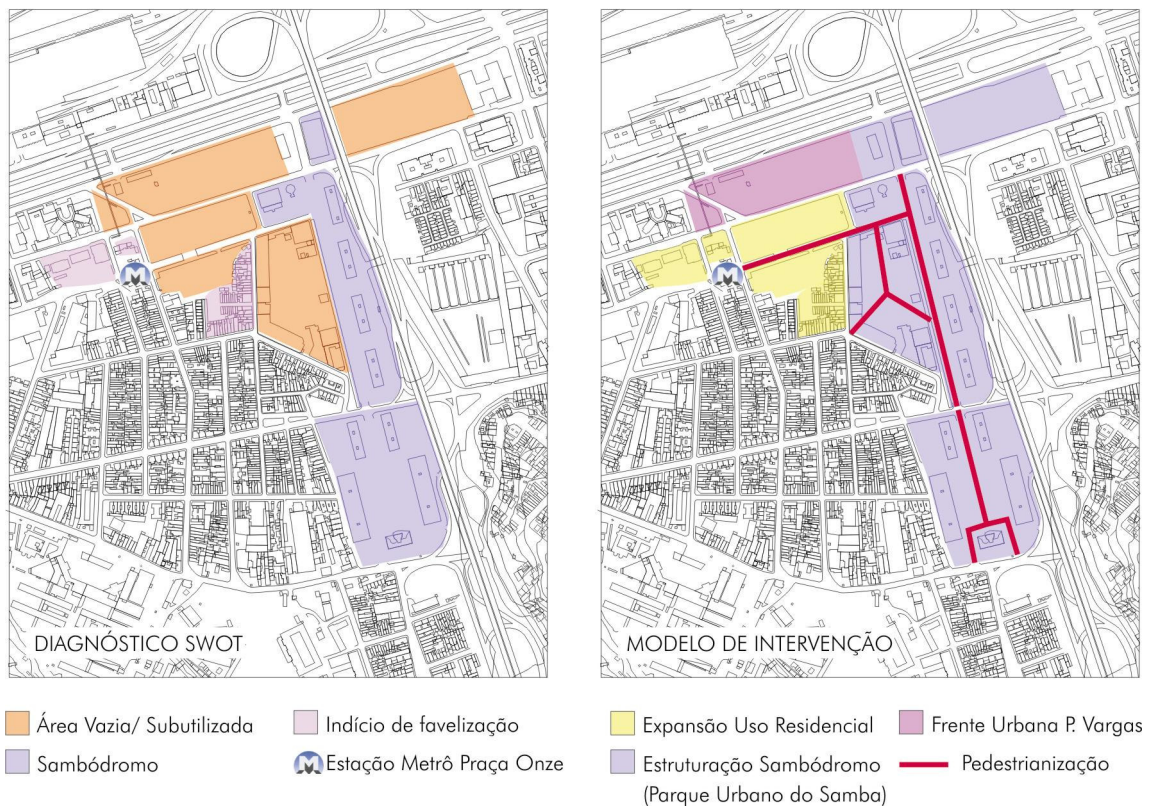 M
DIAGNÓSTICO SWOT
Área Vazia/ Subutilizada
Indício de favelização
Sambódromo
M Estação Metrô Praça Onze
M
MODELO DE INTERVENÇÃO
Expansão Uso Residencial
Frente Urbana P. Vargas
Estruturação Sambódromo
(Parque Urbano do Samba)
Pedestrianização